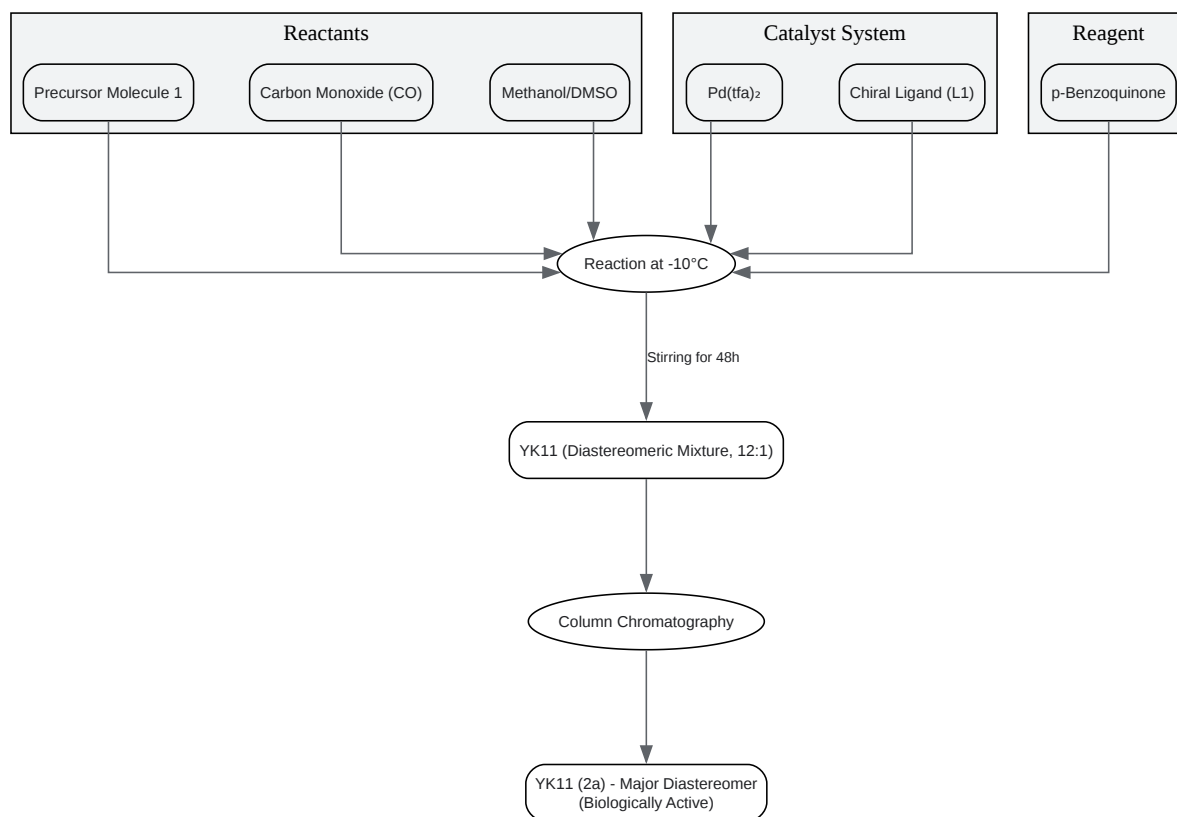 Reactants
Catalyst System
Reagent
Precursor Molecule 1
Carbon Monoxide (CO)
Methanol/DMSO
Pd(tfa)₂
Chiral Ligand (L1)
p-Benzoquinone
Reaction at -10°C
Stirring for 48h
YK11 (Diastereomeric Mixture, 12:1)
Column Chromatography
YK11 (2a) - Major Diastereomer
(Biologically Active)